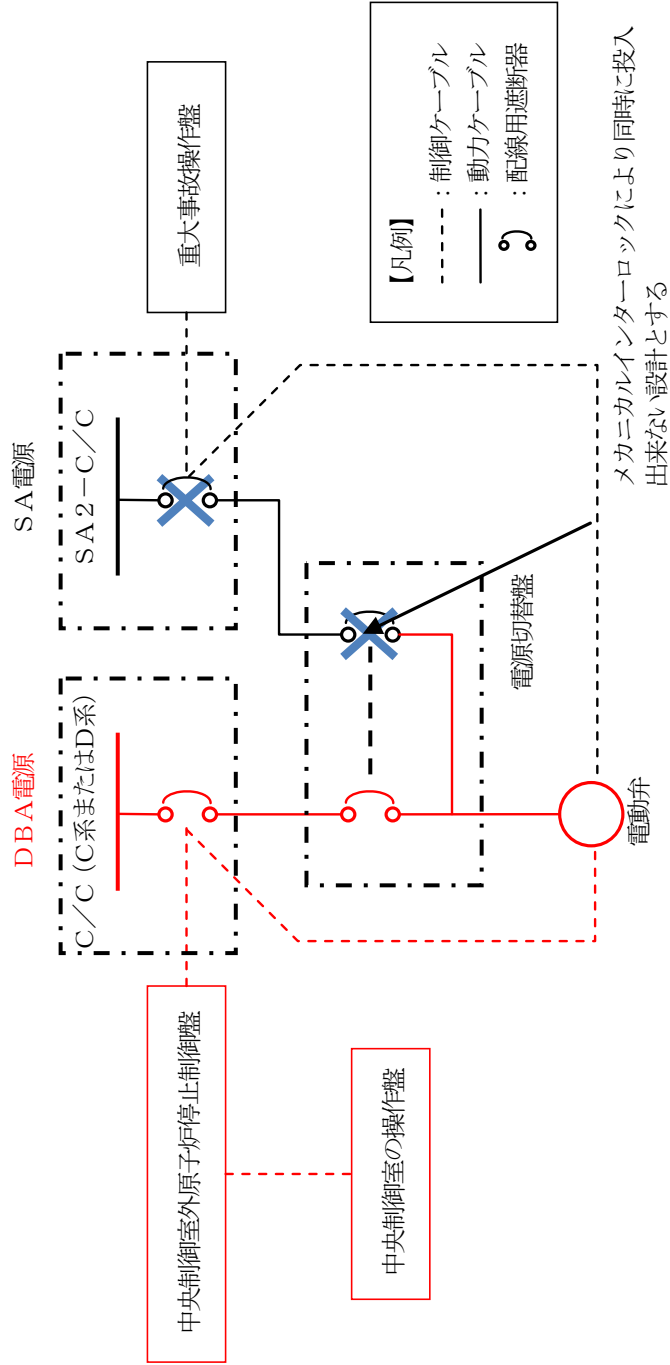 DBA電源
SA電源
C/C（C系またはD系）
SA2－C/C
中央制御室外原子炉停止制御盤
重大事故操作盤
中央制御室の操作盤
電源切替盤
電動弁
【凡例】
：制御ケーブル
：動力ケーブル
：配線用遮断器
メカニカルインターロックにより同時に投入
出来ない設計とする